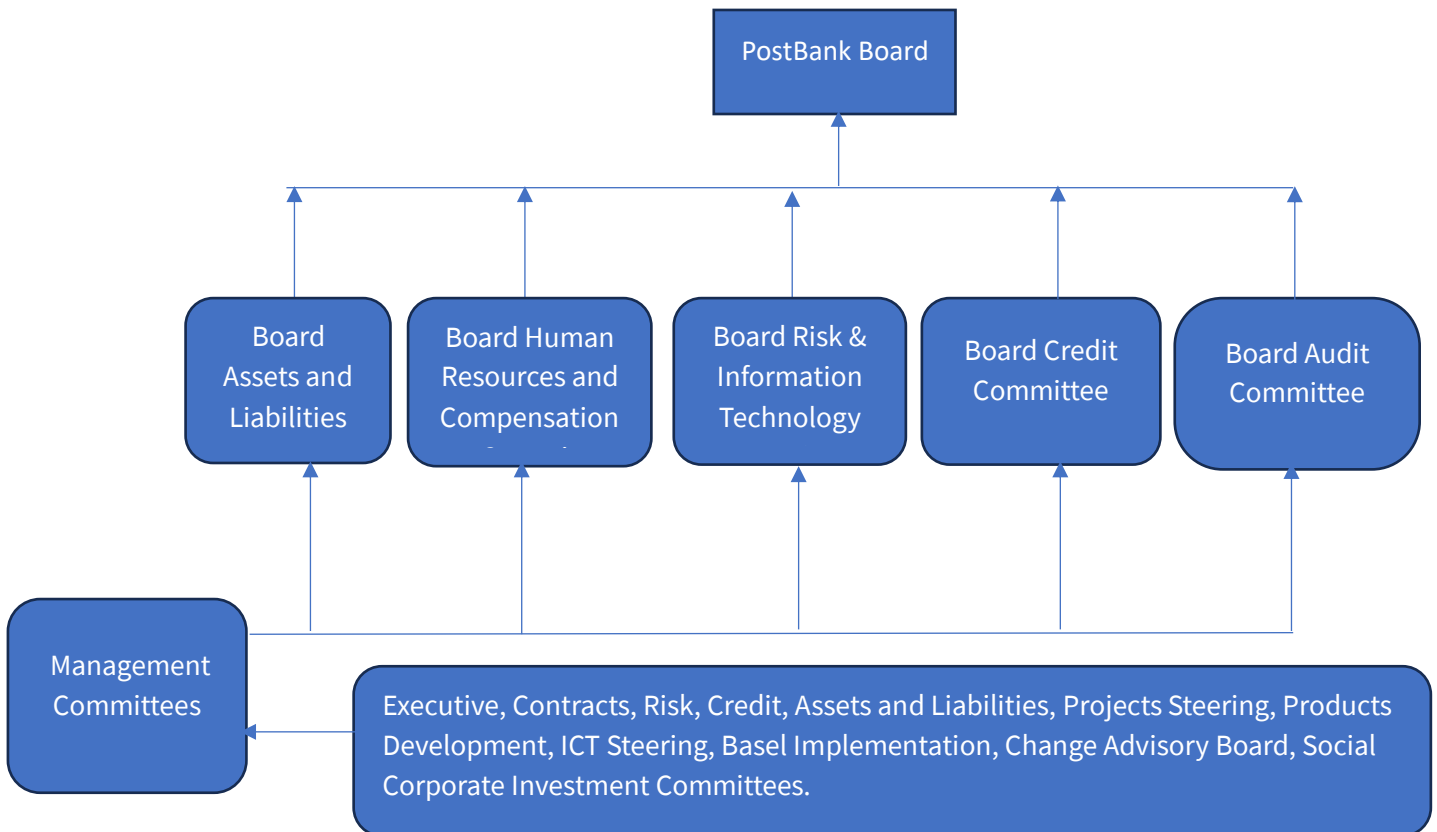 PostBank Board
Board
Assets and
Liabilities
Board Human
Resources and
Compensation
Board Risk &
Information
Technology
Board Credit
Committee
Board Audit
Committee
Management
Committees
Executive, Contracts, Risk, Credit, Assets and Liabilities, Projects Steering, Products
Development, ICT Steering, Basel Implementation, Change Advisory Board, Social
Corporate Investment Committees.